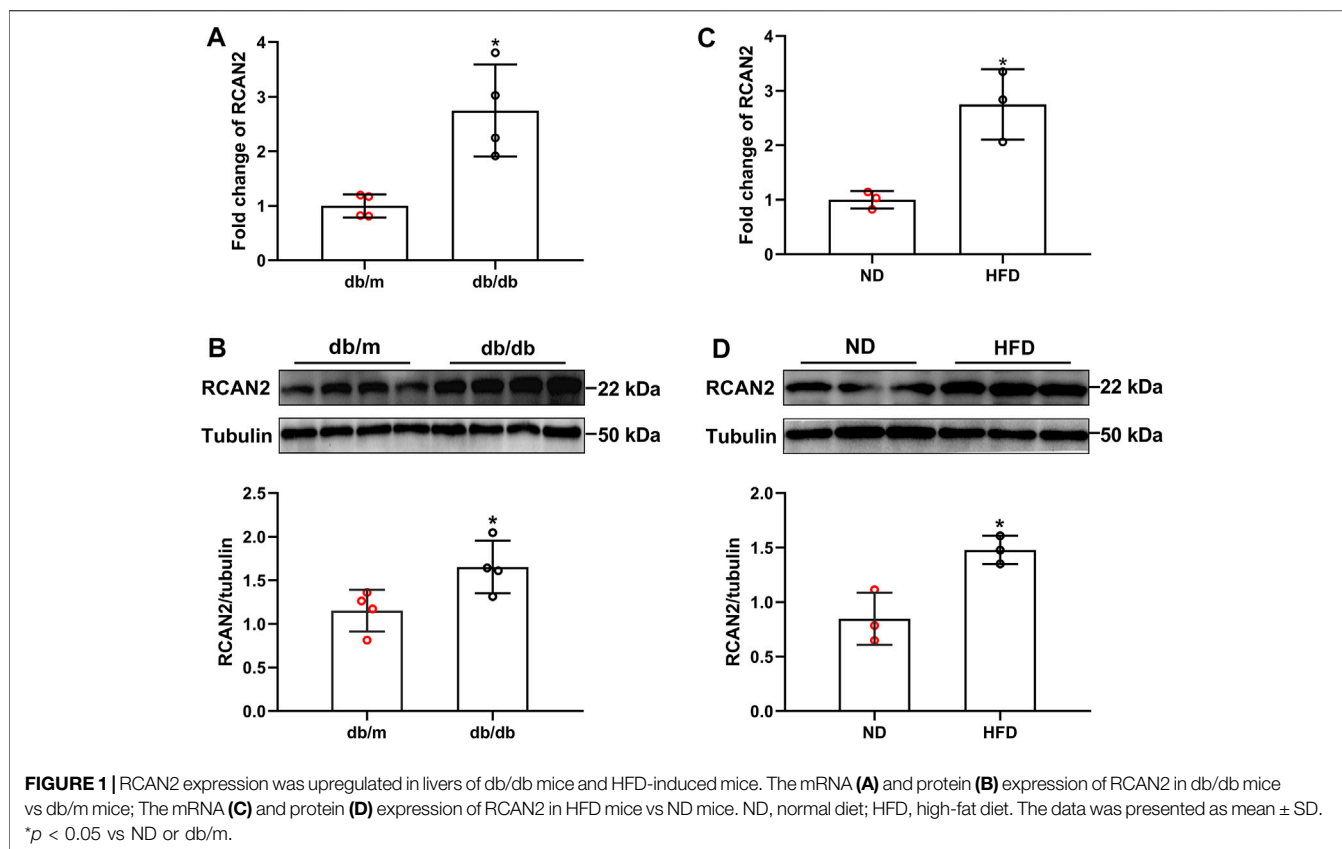 A
Fold change of RCAN2
4
3
2
1
0
*
db/m
db/db
C
Fold change of RCAN2
4
3
2
1
0
*
ND
HFD
B
db/m
db/db
RCAN2
22 kDa
Tubulin
50 kDa
RCAN2/tubulin
2.5
2.0
1.5
1.0
0.5
0.0
*
db/m
db/db
D
ND
HFD
RCAN2
22 kDa
Tubulin
50 kDa
RCAN2/tubulin
2.0
1.5
1.0
0.5
0.0
*
ND
HFD
FIGURE 1 | RCAN2 expression was upregulated in livers of db/db mice and HFD-induced mice. The mRNA (A) and protein (B) expression of RCAN2 in db/db mice
vs db/m mice; The mRNA (C) and protein (D) expression of RCAN2 in HFD mice vs ND mice. ND, normal diet; HFD, high-fat diet. The data was presented as mean ± SD.
*p < 0.05 vs ND or db/m.